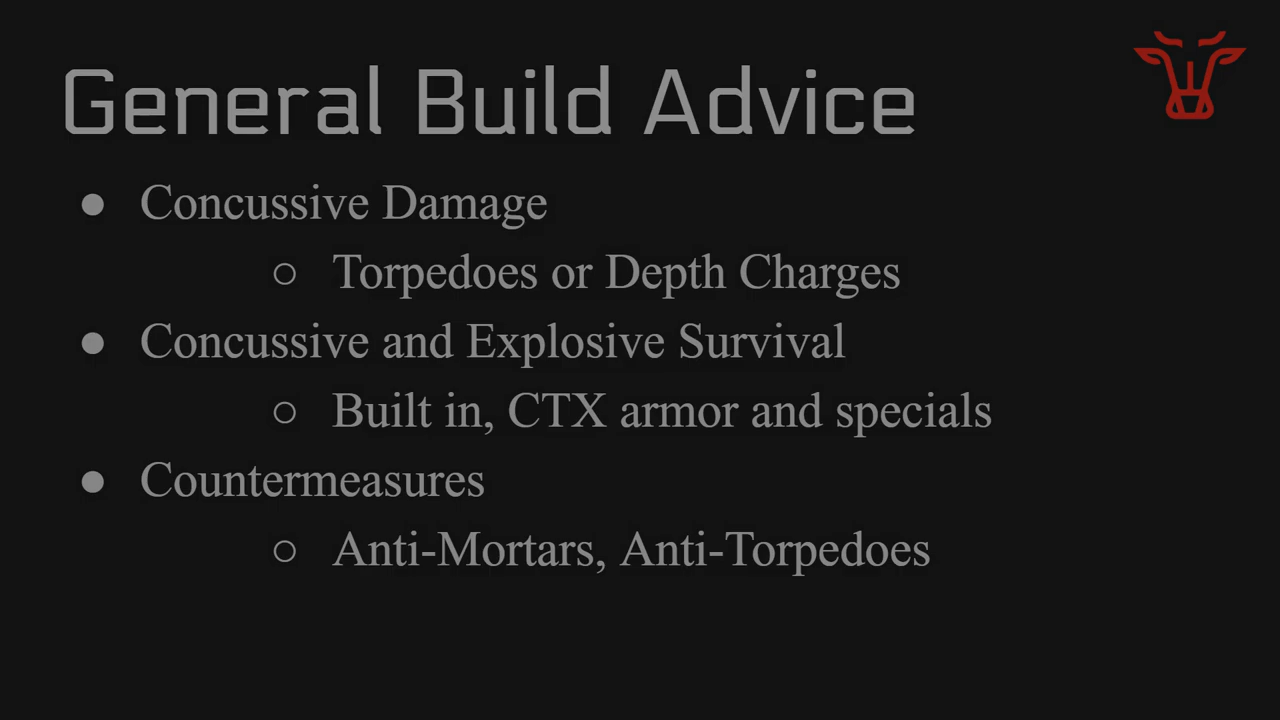 General Build Advice
● Concussive Damage
○ Torpedoes or Depth Charges
● Concussive and Explosive Survival
○ Built in, CTX armor and specials
● Countermeasures
○ Anti-Mortars, Anti-Torpedoes